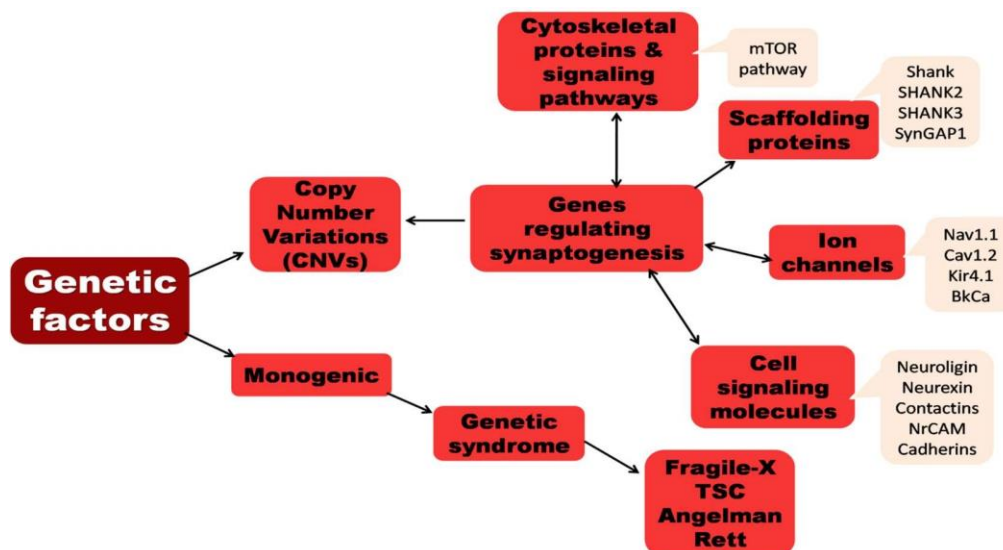 Cytoskeletal
proteins &
signaling
pathways
mTOR
pathway
Shank
SHANK2
SHANK3
SynGAP1
Scaffolding
proteins
Copy
Number
Variations
(CNVs)
Genes
regulating
synaptogenesis
Ion
channels
Nav1.1
Cav1.2
Kir4.1
BkCa
Genetic
factors
Monogenic
Cell
signaling
molecules
Neuroligin
Neurexin
Contactins
NrCAM
Cadherins
Genetic
syndrome
Fragile-X
TSC
Angelman
Rett